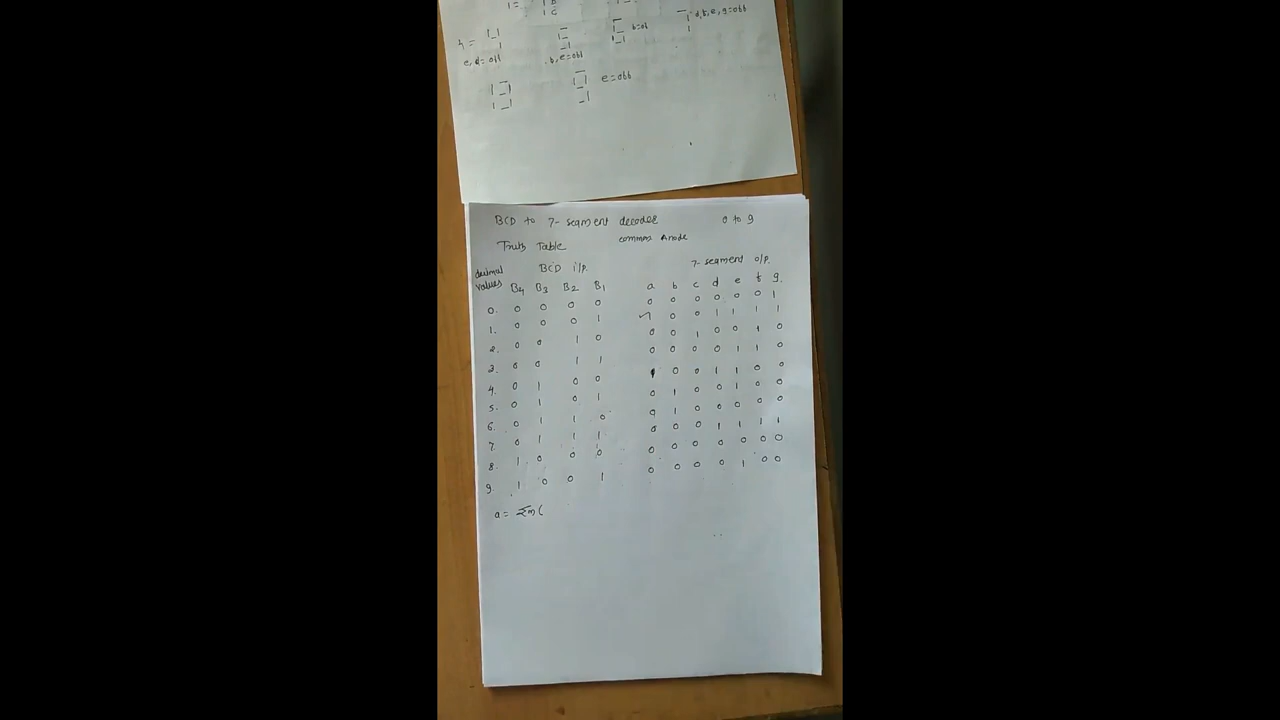 1 = b
c
4 =
b=off
d, f, e, g = off
e, d = off
b, e = off
e = off
BCD to 7-segment decoder 0 to 9
Truth Table common Anode
decimal values BCD i/p. 7-segment o/p.
B4 B3 B2 B1 a b c d e f g.
0. 0 0 0 0 0 0 0 0 0 0 1
1. 0 0 0 1 0 0 1 1 1 1
2. 0 0 1 0 0 0 1 0 0 1 0
3. 0 0 1 1 0 0 0 0 1 1 0
4. 0 1 0 0 1 0 0 1 1 0 0
5. 0 1 0 1 0 1 0 0 1 0 0
6. 0 1 1 0 0 1 0 0 0 0 0
7. 0 1 1 1 0 0 0 1 1 1 1
8. 1 0 0 0 0 0 0 0 0 0 0
9. 1 0 0 1 0 0 0 0 1 0 0
a = Σm(